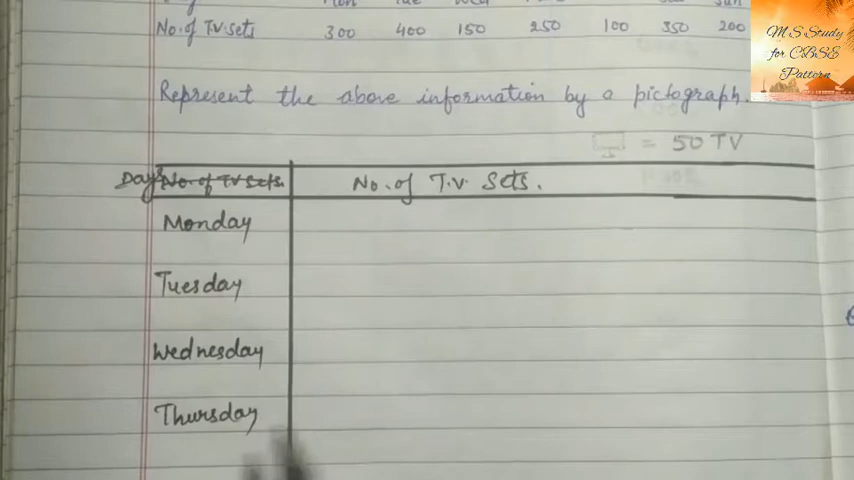 No. of T.V. sets 300 400 150 250 100 350 200
Represent the above information by a pictograph.
= 50 TV
Days No. of TV Sets. No. of T.V. Sets.
Monday
Tuesday
Wednesday
Thursday
M S Study
for CBSE
Pattern